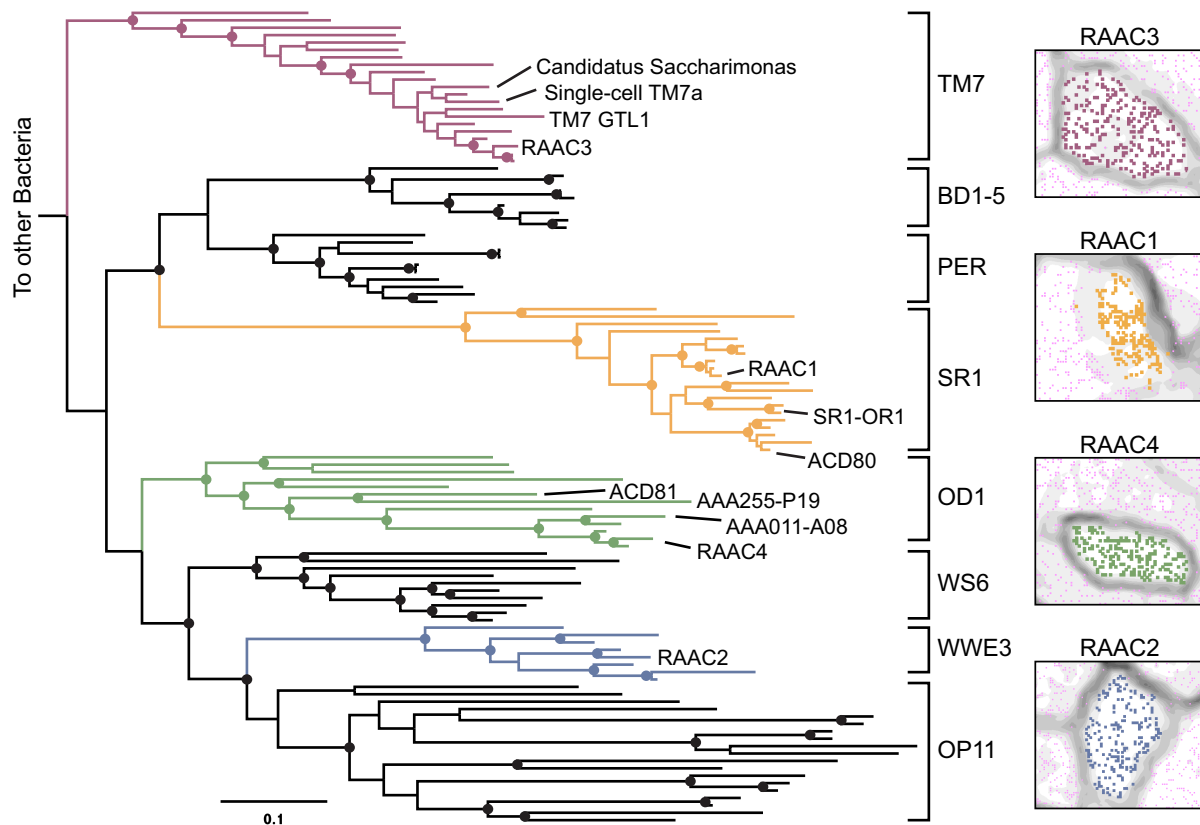 To other Bacteria
Candidatus Saccharimonas
Single-cell TM7a
TM7 GTL1
RAAC3
RAAC1
SR1-OR1
ACD80
ACD81
AAA255-P19
AAA011-A08
RAAC4
RAAC2
0.1
TM7
BD1-5
PER
SR1
OD1
WS6
WWE3
OP11
RAAC3
RAAC1
RAAC4
RAAC2